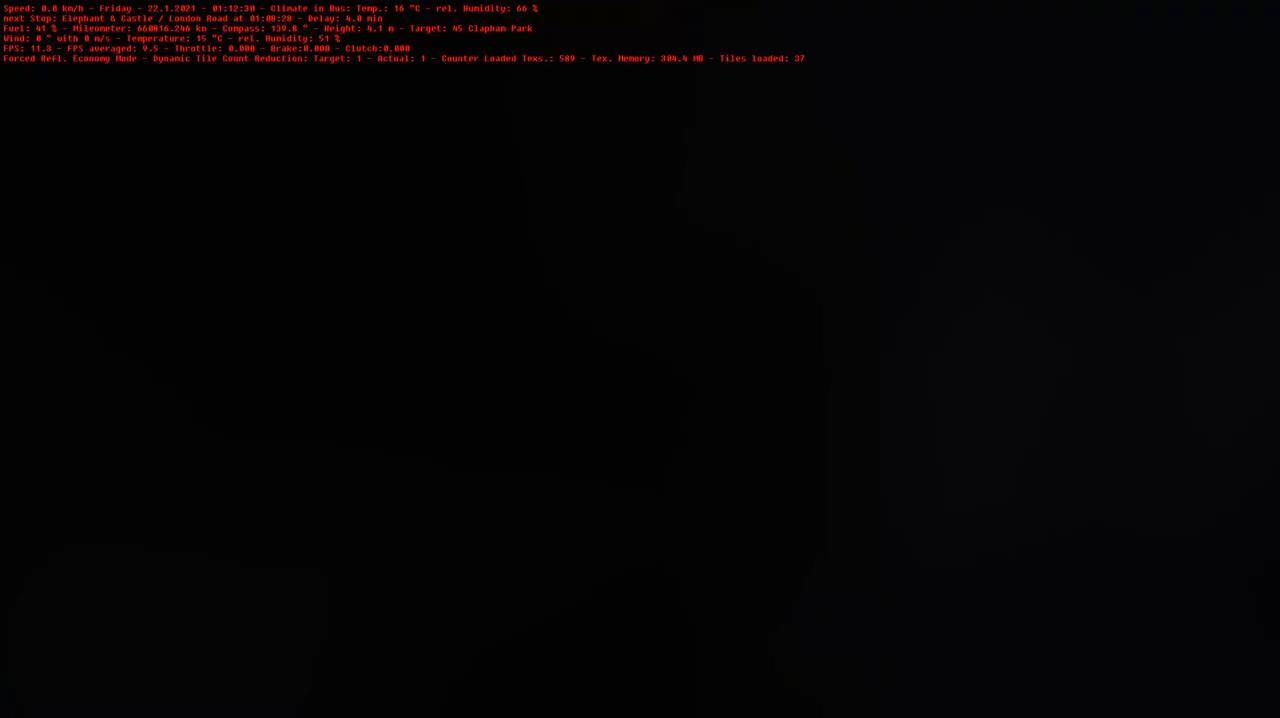 Speed: 0.0 km/h - Friday - 22.1.2021 - 01:12:30 - Climate in Bus: Temp.: 16 °C - rel. Humidity: 66 %
next Stop: Elephant & Castle / London Road at 01:08:28 - Delay: 4.0 min
Fuel: 41 % - Mileometer: 660816.246 km - Compass: 139.8 ° - Height: 4.1 m - Target: 45 Clapham Park
Wind: 0 ° with 0 m/s - Temperature: 15 °C - rel. Humidity: 51 %
FPS: 11.8 - FPS averaged: 9.5 - Throttle: 0.000 - Brake:0.000 - Clutch:0.000
Forced Refl. Economy Mode - Dynamic Tile Count Reduction: Target: 1 - Actual: 1 - Counter Loaded Texs.: 589 - Tex. Memory: 304.4 MB - Tiles loaded: 37